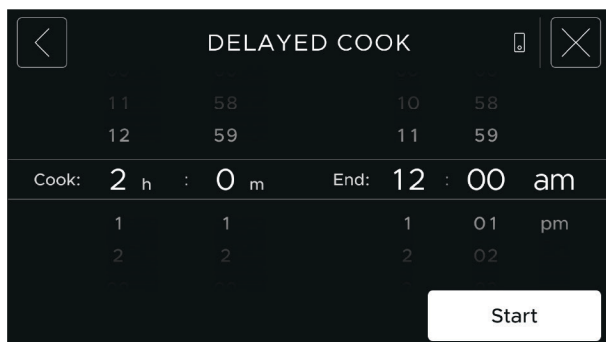 DELAYED COOK
11 58 10 58
12 59 11 59
Cook: 2 h : 0 m End: 12 : 00 am
1 1 1 01 pm
2 2 2 02
Start